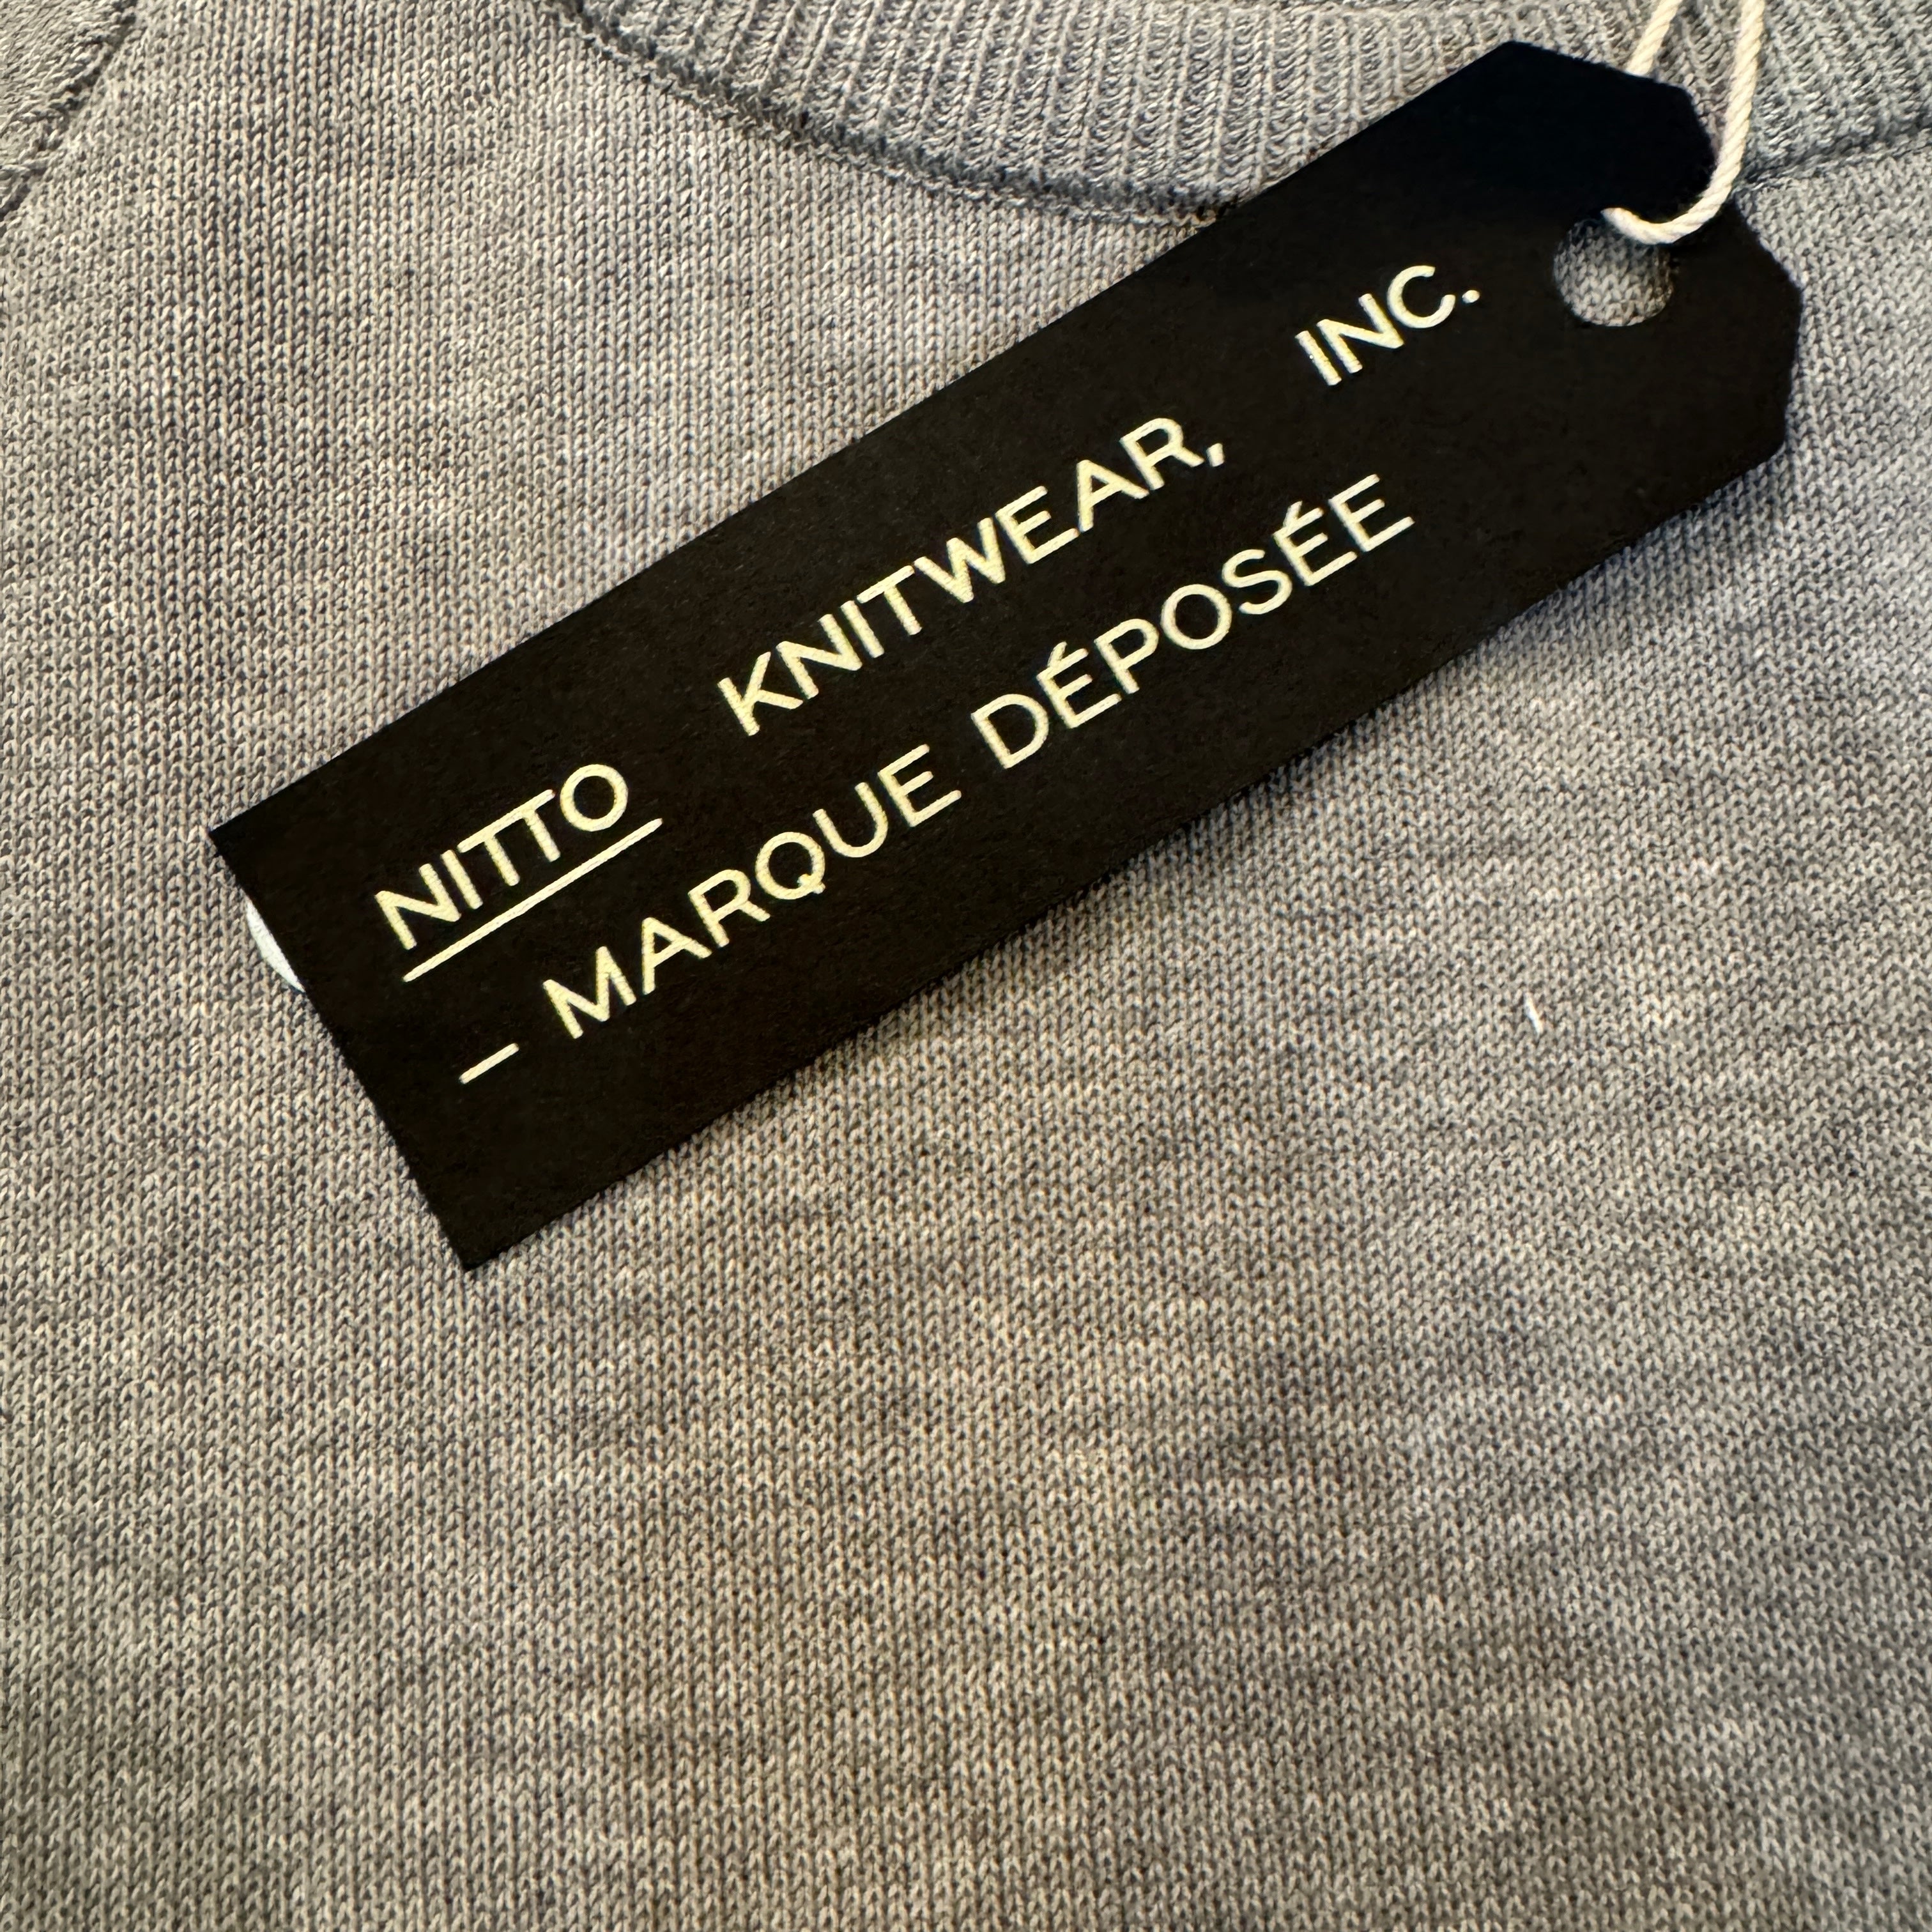 NITTO KNITWEAR, INC.
– MARQUE DÉPOSÉE